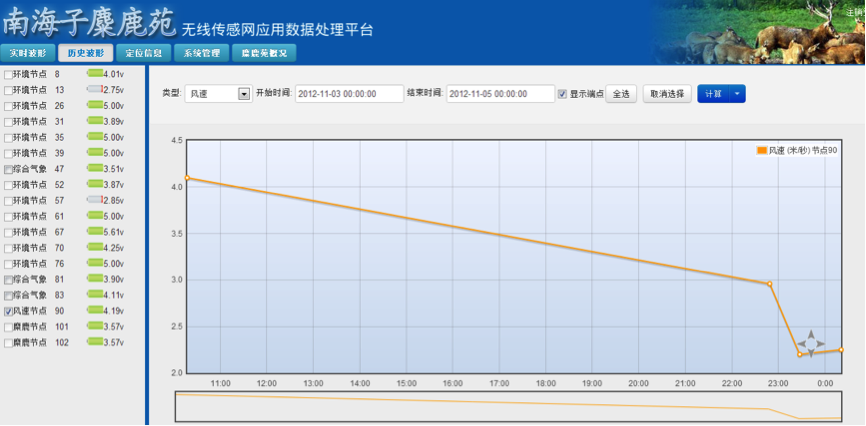 南海子麋鹿苑 无线传感网应用数据处理平台
实时波形 历史波形 定位信息 系统管理 麋鹿苑概况
环境节点 8 4.01v
环境节点 13 2.75v
环境节点 26 5.00v
环境节点 31 3.89v
环境节点 35 5.00v
环境节点 39 5.00v
综合气象 47 3.51v
环境节点 52 3.87v
环境节点 57 2.85v
环境节点 61 5.00v
环境节点 67 5.61v
环境节点 70 4.25v
环境节点 76 5.00v
综合气象 81 3.90v
综合气象 83 4.11v
风速节点 90 4.19v
麋鹿节点 101 3.57v
麋鹿节点 102 3.57v
类型: 风速 开始时间: 2012-11-03 00:00:00 结束时间: 2012-11-05 00:00:00 显示端点 全选 取消选择 计算
风速 (米/秒) 节点90
4.5
4.0
3.5
3.0
2.5
2.0
11:00 12:00 13:00 14:00 15:00 16:00 17:00 18:00 19:00 20:00 21:00 22:00 23:00 0:00